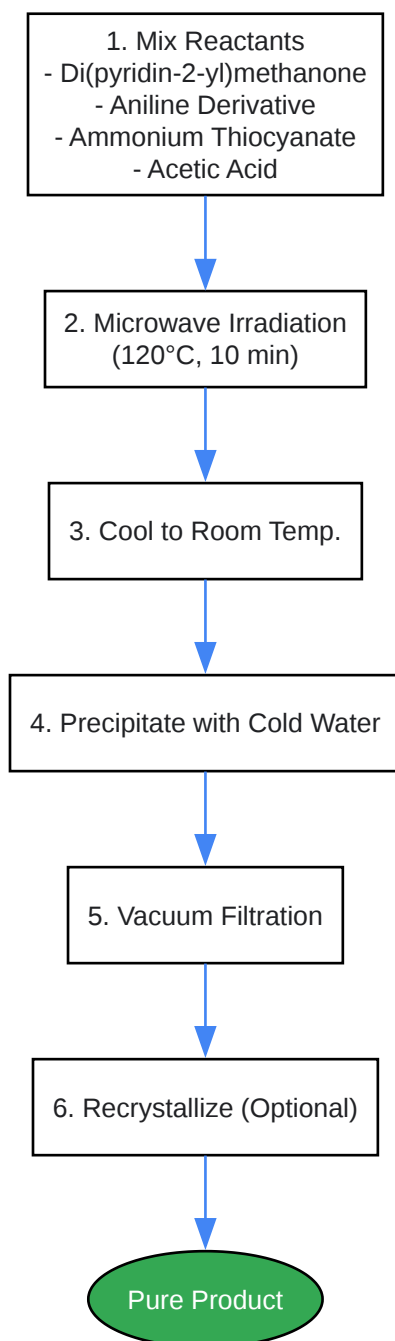 1. Mix Reactants
- Di(pyridin-2-yl)methanone
- Aniline Derivative
- Ammonium Thiocyanate
- Acetic Acid
2. Microwave Irradiation
(120°C, 10 min)
3. Cool to Room Temp.
4. Precipitate with Cold Water
5. Vacuum Filtration
6. Recrystallize (Optional)
Pure Product